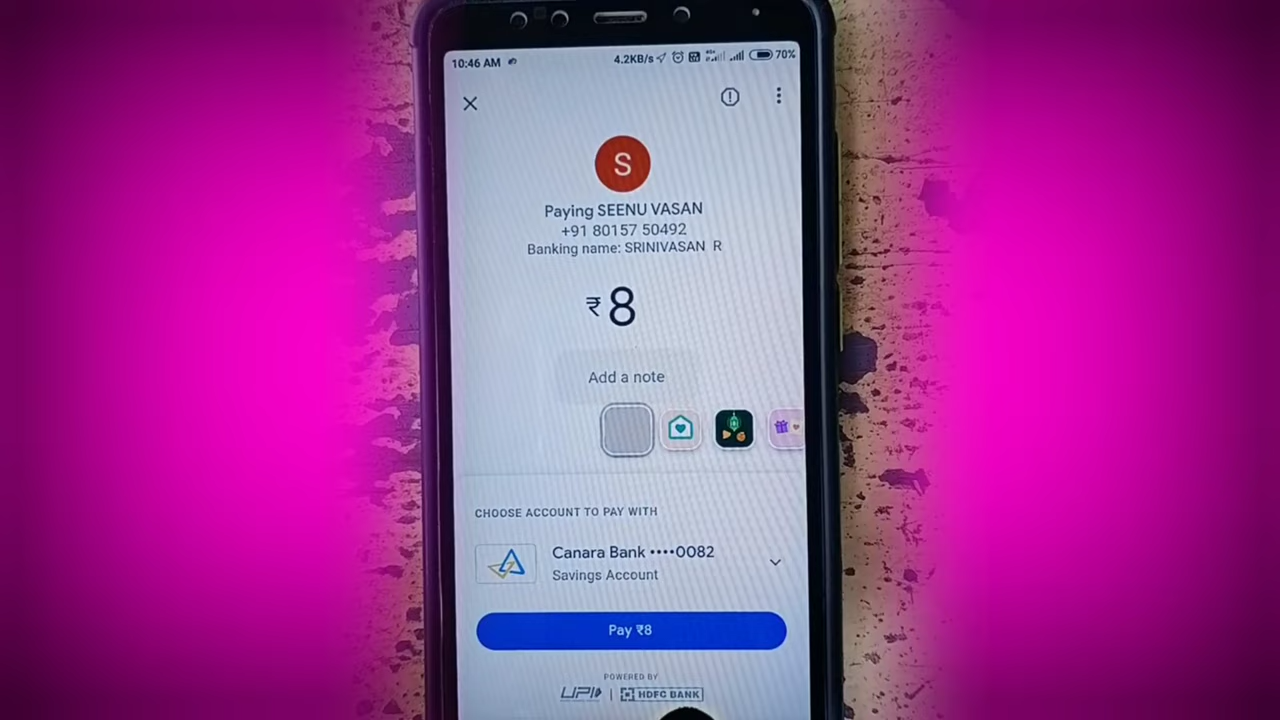 10:46 AM
4.2KB/s
70%
S
Paying SEENU VASAN
+91 80157 50492
Banking name: SRINIVASAN R
₹8
Add a note
CHOOSE ACCOUNT TO PAY WITH
Canara Bank ••••0082
Savings Account
Pay ₹8
POWERED BY
UPI | HDFC BANK